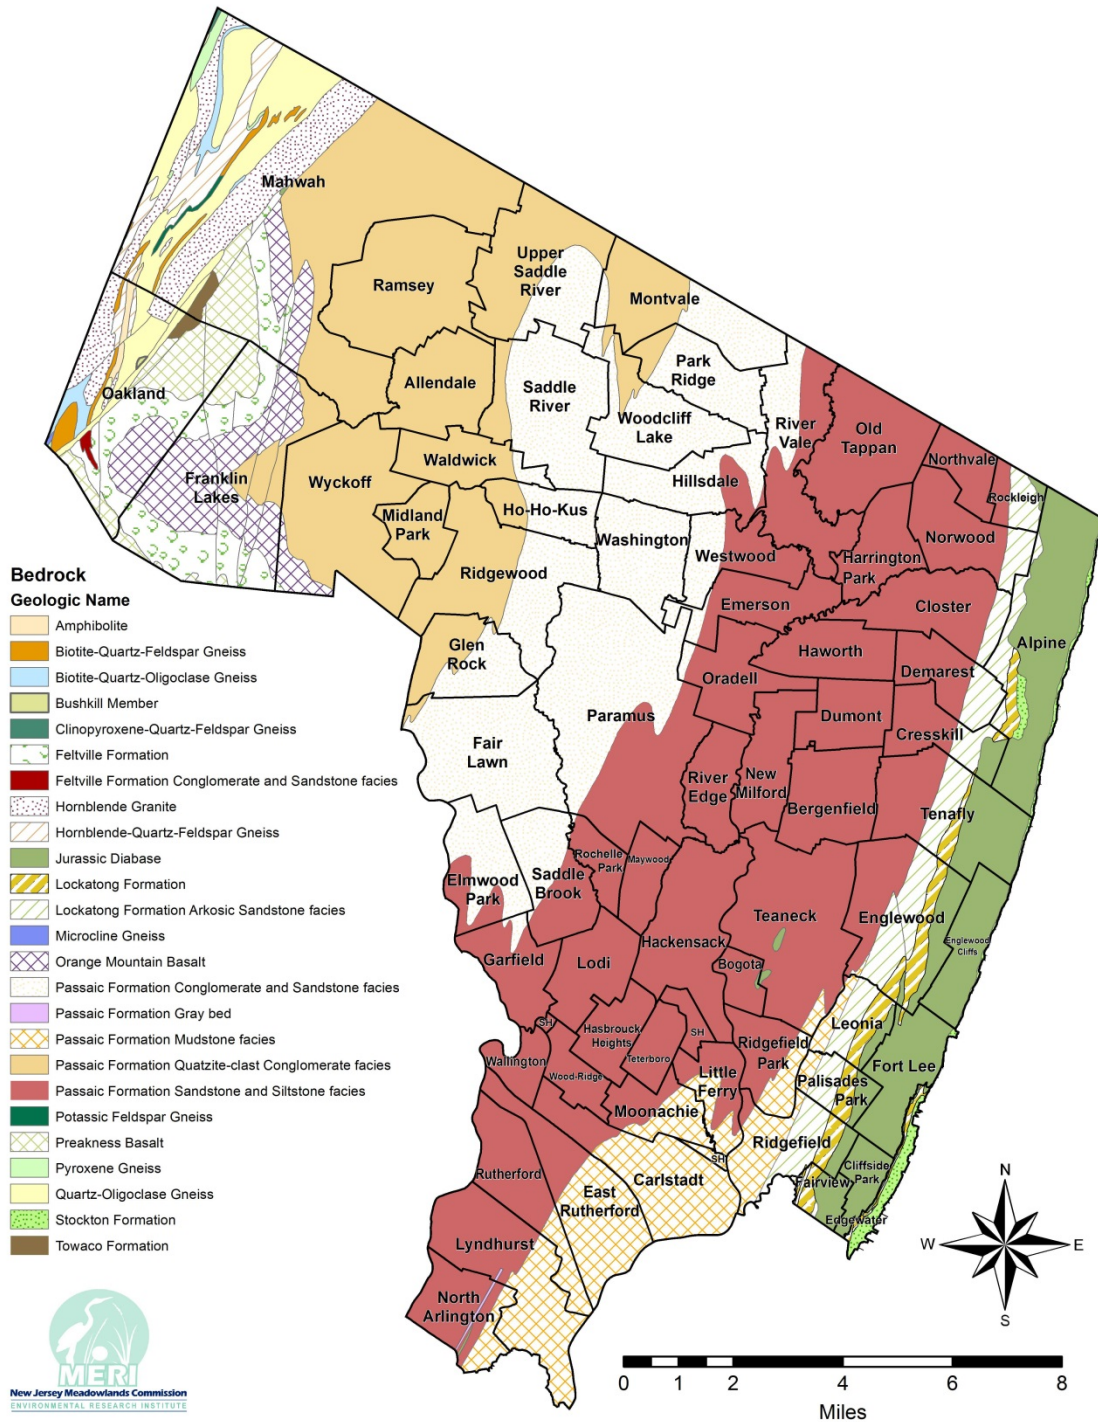 Mahwah
Upper
Saddle
River
Ramsey
Montvale
Park
Ridge
Allendale
Saddle
River
Oakland
Woodcliff
Lake
River
Vale
Old
Tappan
Northvale
Rockleigh
Waldwick
Wyckoff
Franklin
Lakes
Hillsdale
Ho-Ho-Kus
Midland
Park
Washington
Westwood
Harrington
Park
Norwood
Ridgewood
Emerson
Closter
Glen
Rock
Haworth
Alpine
Oradell
Demarest
Paramus
Dumont
Cresskill
Fair
Lawn
River
Edge
New
Milford
Bergenfield
Tenafly
Elmwood
Park
Saddle
Brook
Rochelle
Park
Maywood
Teaneck
Englewood
Englewood
Cliffs
Hackensack
Garfield
Lodi
Bogota
Leonia
SH
Hasbrouck
Heights
SH
Ridgefield
Park
Wallington
Wood-Ridge
Teterboro
Little
Ferry
Fort Lee
Palisades
Park
Moonachie
Ridgefield
SH
Rutherford
Carlstadt
East
Rutherford
Fairview
Cliffside
Park
Edgewater
Lyndhurst
North
Arlington
Bedrock
Geologic Name
Amphibolite
Biotite-Quartz-Feldspar Gneiss
Biotite-Quartz-Oligoclase Gneiss
Bushkill Member
Clinopyroxene-Quartz-Feldspar Gneiss
Feltville Formation
Feltville Formation Conglomerate and Sandstone facies
Hornblende Granite
Hornblende-Quartz-Feldspar Gneiss
Jurassic Diabase
Lockatong Formation
Lockatong Formation Arkosic Sandstone facies
Microcline Gneiss
Orange Mountain Basalt
Passaic Formation Conglomerate and Sandstone facies
Passaic Formation Gray bed
Passaic Formation Mudstone facies
Passaic Formation Quatzite-clast Conglomerate facies
Passaic Formation Sandstone and Siltstone facies
Potassic Feldspar Gneiss
Preakness Basalt
Pyroxene Gneiss
Quartz-Oligoclase Gneiss
Stockton Formation
Towaco Formation
N
W E
S
MERI
New Jersey Meadowlands Commission
ENVIRONMENTAL RESEARCH INSTITUTE
0 1 2 4 6 8
Miles